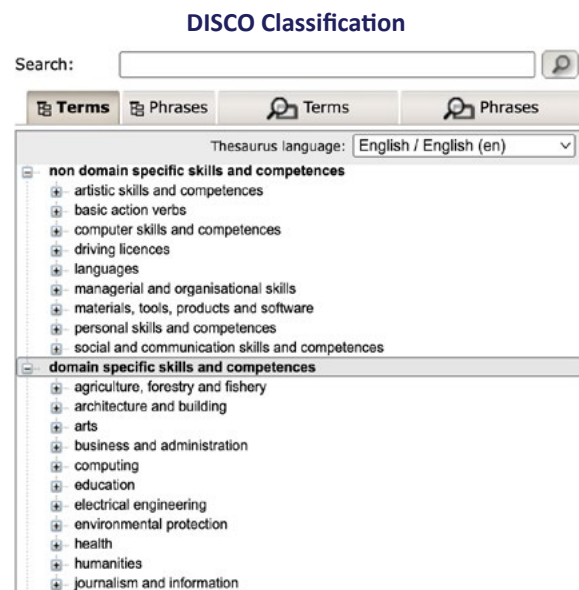 DISCO Classification
Search:
Terms Phrases Terms Phrases
Thesaurus language: English / English (en)
non domain specific skills and competences
artistic skills and competences
basic action verbs
computer skills and competences
driving licences
languages
managerial and organisational skills
materials, tools, products and software
personal skills and competences
social and communication skills and competences
domain specific skills and competences
agriculture, forestry and fishery
architecture and building
arts
business and administration
computing
education
electrical engineering
environmental protection
health
humanities
journalism and information